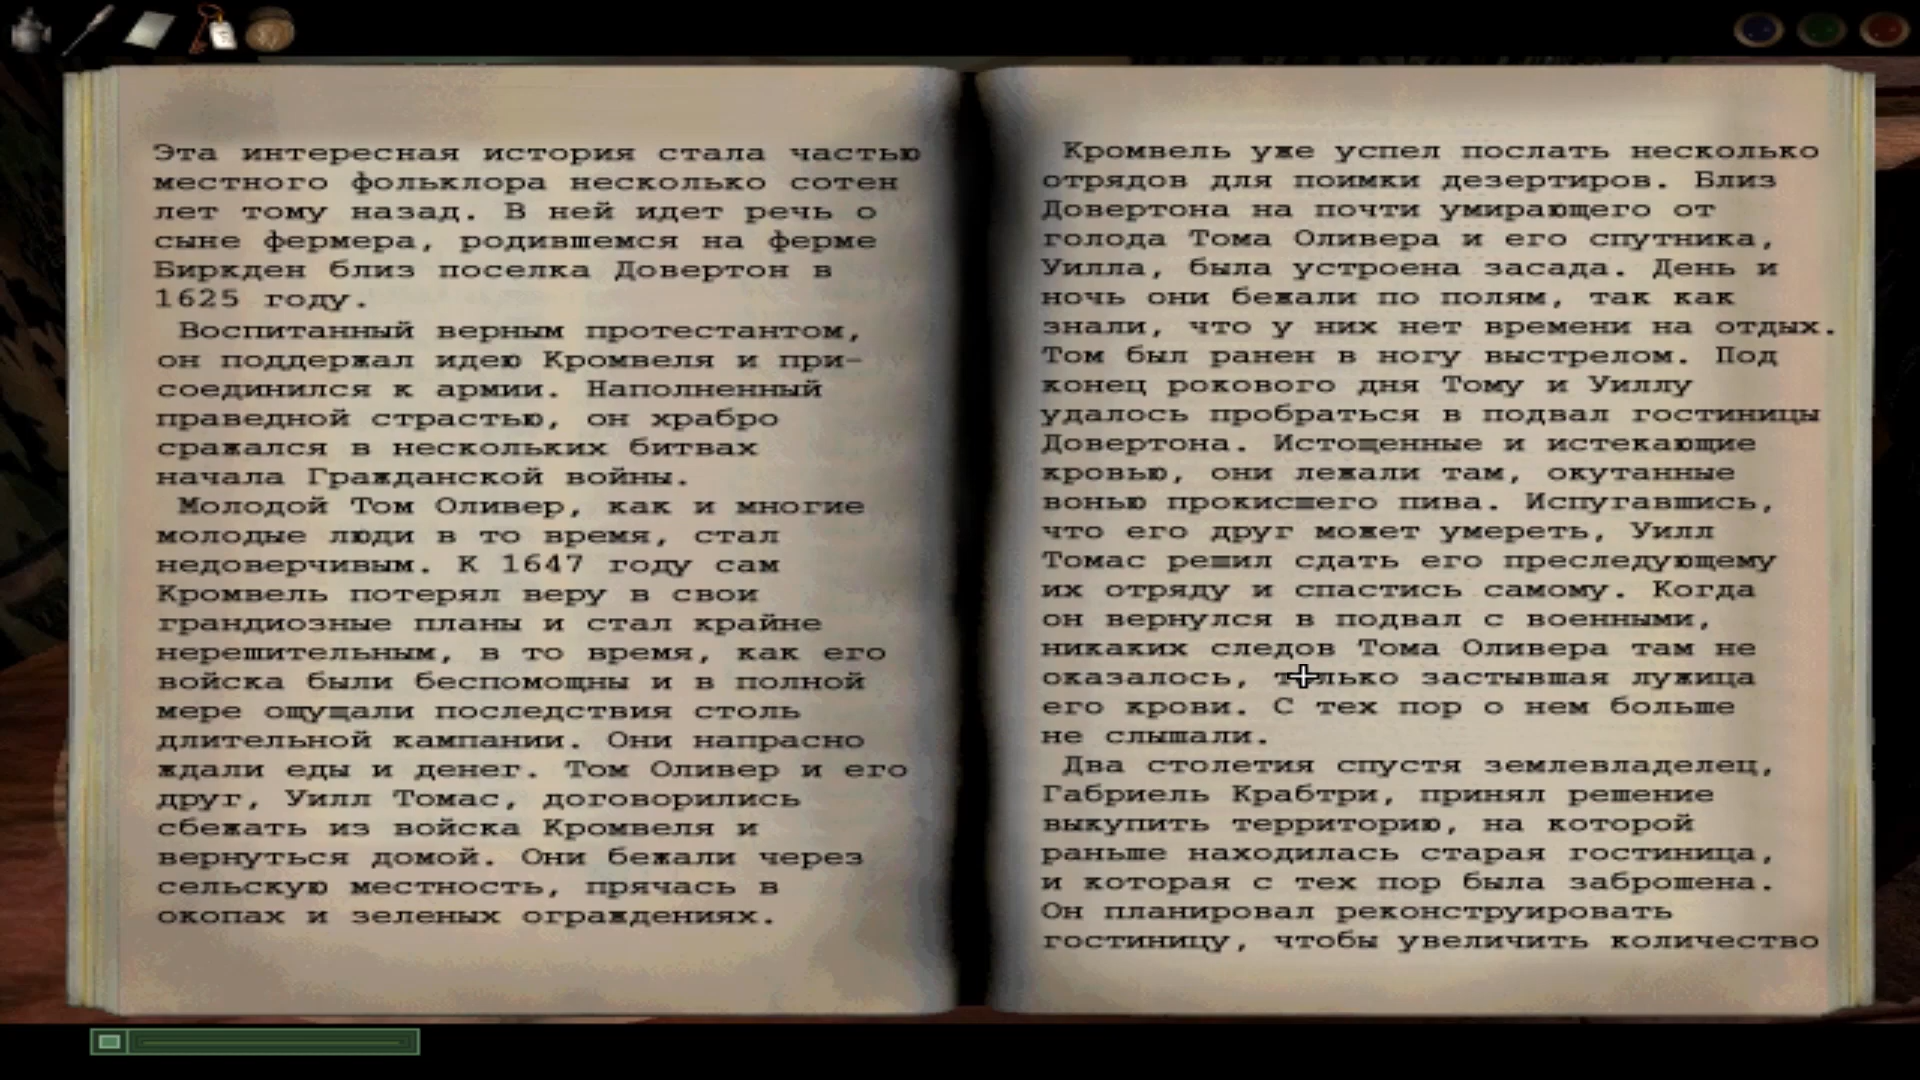 Эта интересная история стала частью
местного фольклора несколько сотен
лет тому назад. В ней идет речь о
сыне фермера, родившемся на ферме
Биркден близ поселка Довертон в
1625 году.
Воспитанный верным протестантом,
он поддержал идею Кромвеля и при-
соединился к армии. Наполненный
праведной страстью, он храбро
сражался в нескольких битвах
начала Гражданской войны.
Молодой Том Оливер, как и многие
молодые люди в то время, стал
недоверчивым. К 1647 году сам
Кромвель потерял веру в свои
грандиозные планы и стал крайне
нерешительным, в то время, как его
войска были беспомощны и в полной
мере ощущали последствия столь
длительной кампании. Они напрасно
ждали еды и денег. Том Оливер и его
друг, Уилл Томас, договорились
сбежать из войска Кромвеля и
вернуться домой. Они бежали через
сельскую местность, прячась в
окопах и зеленых ограждениях.
Кромвель уже успел послать несколько
отрядов для поимки дезертиров. Близ
Довертона на почти умирающего от
голода Тома Оливера и его спутника,
Уилла, была устроена засада. День и
ночь они бежали по полям, так как
знали, что у них нет времени на отдых.
Том был ранен в ногу выстрелом. Под
конец рокового дня Тому и Уиллу
удалось пробраться в подвал гостиницы
Довертона. Истощенные и истекающие
кровью, они лежали там, окутанные
вонью прокисшего пива. Испугавшись,
что его друг может умереть, Уилл
Томас решил сдать его преследующему
их отряду и спастись самому. Когда
он вернулся в подвал с военными,
никаких следов Тома Оливера там не
оказалось, только застывшая лужица
его крови. С тех пор о нем больше
не слышали.
Два столетия спустя землевладелец,
Габриель Крабтри, принял решение
выкупить территорию, на которой
раньше находилась старая гостиница,
и которая с тех пор была заброшена.
Он планировал реконструировать
гостиницу, чтобы увеличить количество